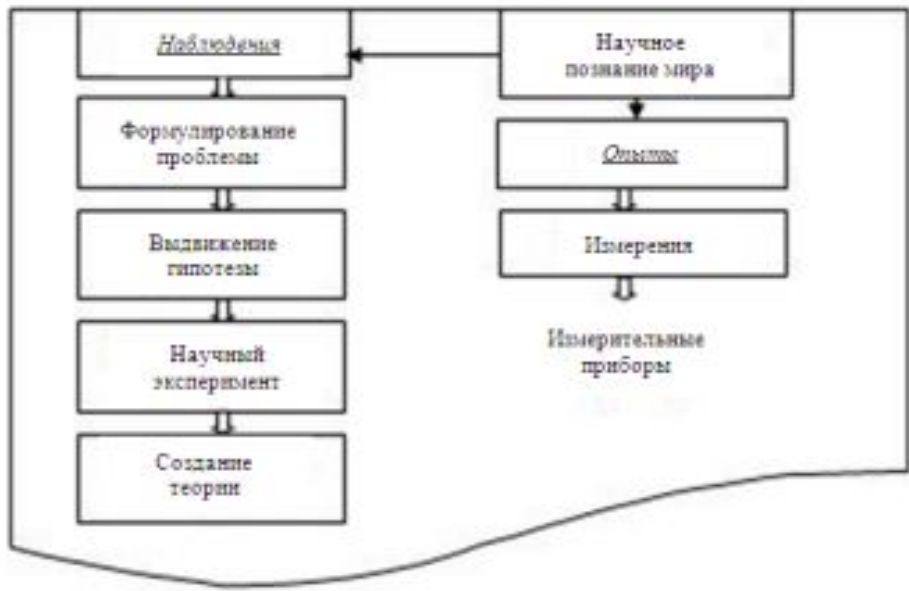 Наблюдения
Формулирование
проблемы
Выдвижение
гипотезы
Научный
эксперимент
Создание
теории
Научное
познание мира
Опыты
Измерения
Измерительные
приборы